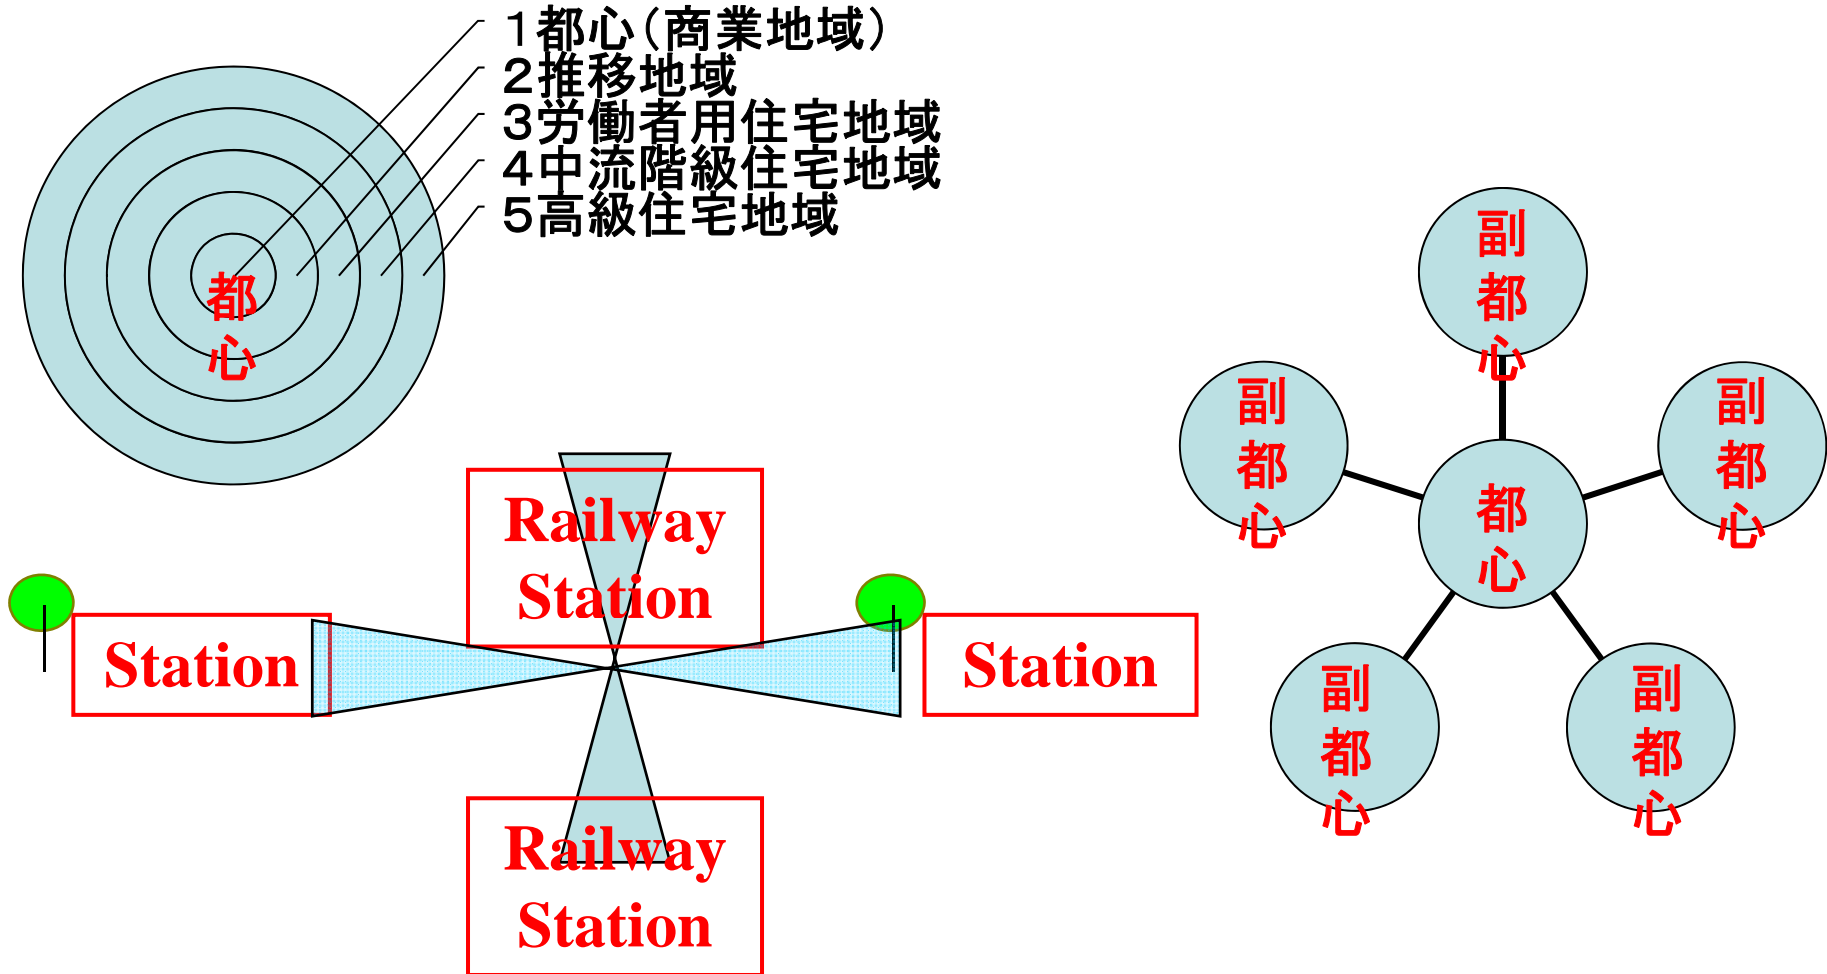 １都心（商業地域）
２推移地域
３労働者用住宅地域
４中流階級住宅地域
５高級住宅地域
都
心
Railway
Station
Station
Station
Railway
Station
副
都
心
副
都
心
副
都
心
都
心
副
都
心
副
都
心